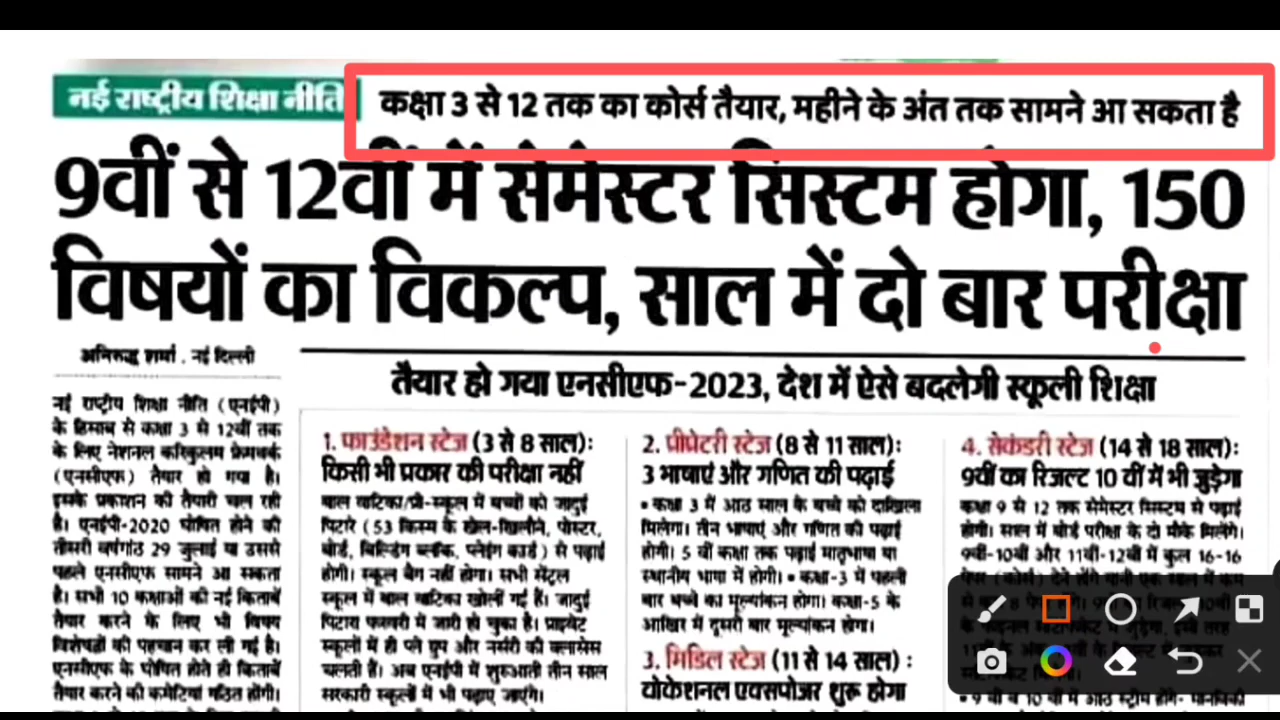 नई राष्ट्रीय शिक्षा नीति
कक्षा 3 से 12 तक का कोर्स तैयार, महीने के अंत तक सामने आ सकता है
9वीं से 12वीं में सेमेस्टर सिस्टम होगा, 150
विषयों का विकल्प, साल में दो बार परीक्षा
अनिरुद्ध शर्मा . नई दिल्ली
तैयार हो गया एनसीएफ-2023, देश में ऐसे बदलेगी स्कूली शिक्षा
नई राष्ट्रीय शिक्षा नीति (एनईपी)
के हिसाब से कक्षा 3 से 12वीं तक
के लिए नेशनल करिकुलम फ्रेमवर्क
(एनसीएफ) तैयार हो गया है।
इसके प्रकाशन की तैयारी चल रही
है। एनईपी-2020 घोषित होने की
तीसरी वर्षगांठ 29 जुलाई या उससे
पहले एनसीएफ सामने आ सकता
है। सभी 10 कक्षाओं की नई किताबें
तैयार करने के लिए भी विषय
विशेषज्ञों की पहचान कर ली गई है।
एनसीएफ के घोषित होते ही किताबें
तैयार करने की कमेटियां गठित होंगी।
1. फाउंडेशन स्टेज (3 से 8 साल):
किसी भी प्रकार की परीक्षा नहीं
बाल वाटिका/प्री-स्कूल में बच्चों को जादुई
पिटारे (53 किस्म के खेल-खिलौने, पोस्टर,
बोर्ड, बिल्डिंग ब्लॉक, प्लेइंग कार्ड) से पढ़ाई
होगी। स्कूल बैग नहीं होगा। सभी सेंट्रल
स्कूल में बाल वाटिका खोली गई हैं। जादुई
पिटारा फरवरी में जारी हो चुका है। प्राइवेट
स्कूलों में ही प्ले ग्रुप और नर्सरी की क्लासेस
चलती हैं। अब एनईपी में शुरुआती तीन साल
सरकारी स्कूलों में भी पढ़ाए जाएंगे।
2. प्रीप्रेटरी स्टेज (8 से 11 साल):
3 भाषाएं और गणित की पढ़ाई
• कक्षा 3 में आठ साल के बच्चे को दाखिला
मिलेगा। तीन भाषाएं और गणित की पढ़ाई
होगी। 5 वीं कक्षा तक पढ़ाई मातृभाषा या
स्थानीय भाषा में होगी। • कक्षा-3 में पहली
बार बच्चे का मूल्यांकन होगा। कक्षा-5 के
आखिर में दूसरी बार मूल्यांकन होगा।
3. मिडिल स्टेज (11 से 14 साल) :
वोकेशनल एक्सपोजर शुरू होगा
4. सेकंडरी स्टेज (14 से 18 साल):
9वीं का रिजल्ट 10 वीं में भी जुड़ेगा
कक्षा 9 से 12 तक सेमेस्टर सिस्टम से पढ़ाई
होगी। साल में बोर्ड परीक्षा के दो मौके मिलेंगे।
9वीं-10वीं और 11वीं-12वीं में कुल 16-16
• 9 वीं व 10 वीं में आठ स्ट्रीम होंगे-